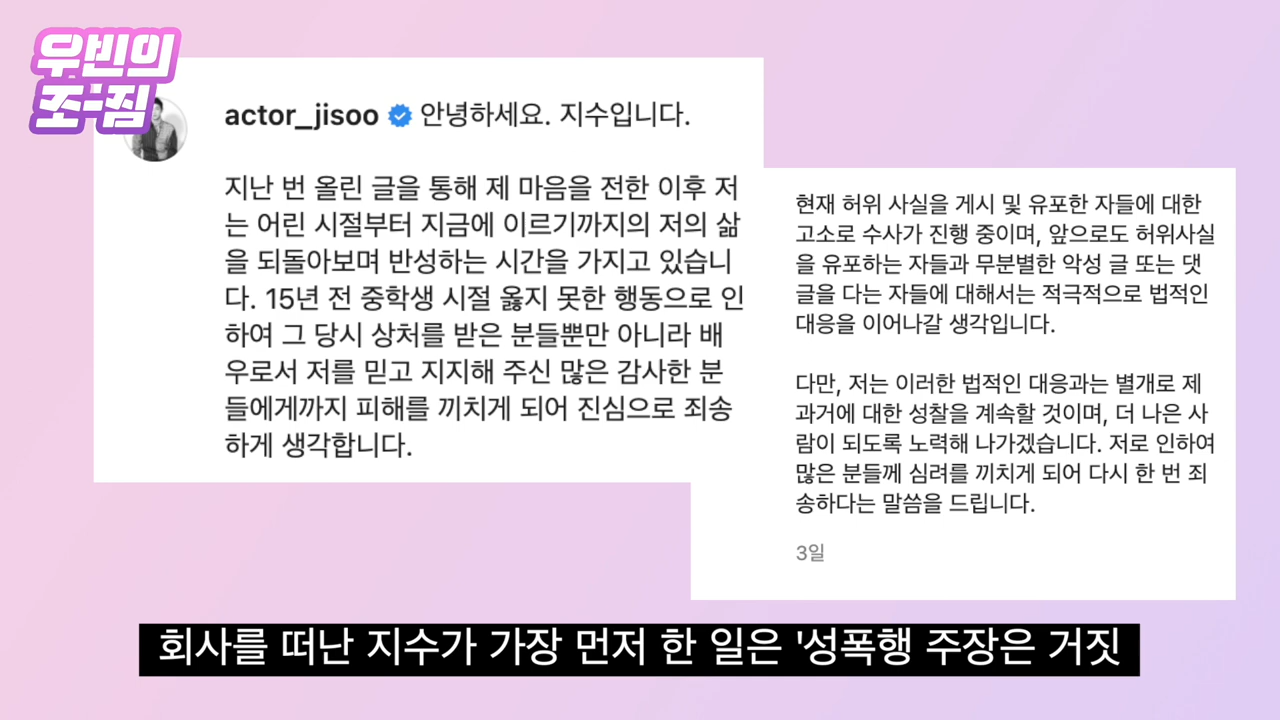 우빈의
조-짐
actor_jisoo 안녕하세요. 지수입니다.
지난 번 올린 글을 통해 제 마음을 전한 이후 저
는 어린 시절부터 지금에 이르기까지의 저의 삶
을 되돌아보며 반성하는 시간을 가지고 있습니
다. 15년 전 중학생 시절 옳지 못한 행동으로 인
하여 그 당시 상처를 받은 분들뿐만 아니라 배
우로서 저를 믿고 지지해 주신 많은 감사한 분
들에게까지 피해를 끼치게 되어 진심으로 죄송
하게 생각합니다.
현재 허위 사실을 게시 및 유포한 자들에 대한
고소로 수사가 진행 중이며, 앞으로도 허위사실
을 유포하는 자들과 무분별한 악성 글 또는 댓
글을 다는 자들에 대해서는 적극적으로 법적인
대응을 이어나갈 생각입니다.
다만, 저는 이러한 법적인 대응과는 별개로 제
과거에 대한 성찰을 계속할 것이며, 더 나은 사
람이 되도록 노력해 나가겠습니다. 저로 인하여
많은 분들께 심려를 끼치게 되어 다시 한 번 죄
송하다는 말씀을 드립니다.
3일
회사를 떠난 지수가 가장 먼저 한 일은 '성폭행 주장은 거짓